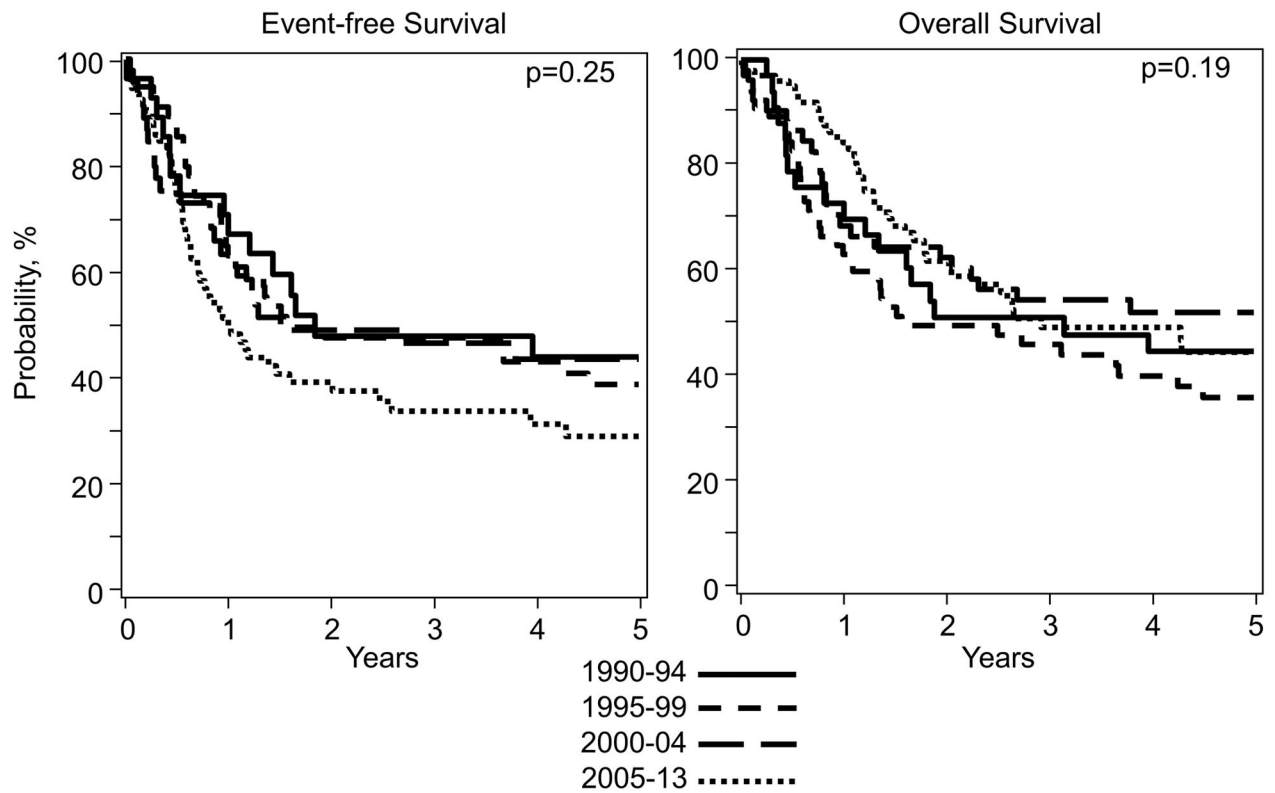 Event-free Survival
p=0.25
Probability, %
100
80
60
40
20
0
0 1 2 3 4 5
Years
Overall Survival
p=0.19
100
80
60
40
20
0
0 1 2 3 4 5
Years
1990-94
1995-99
2000-04
2005-13